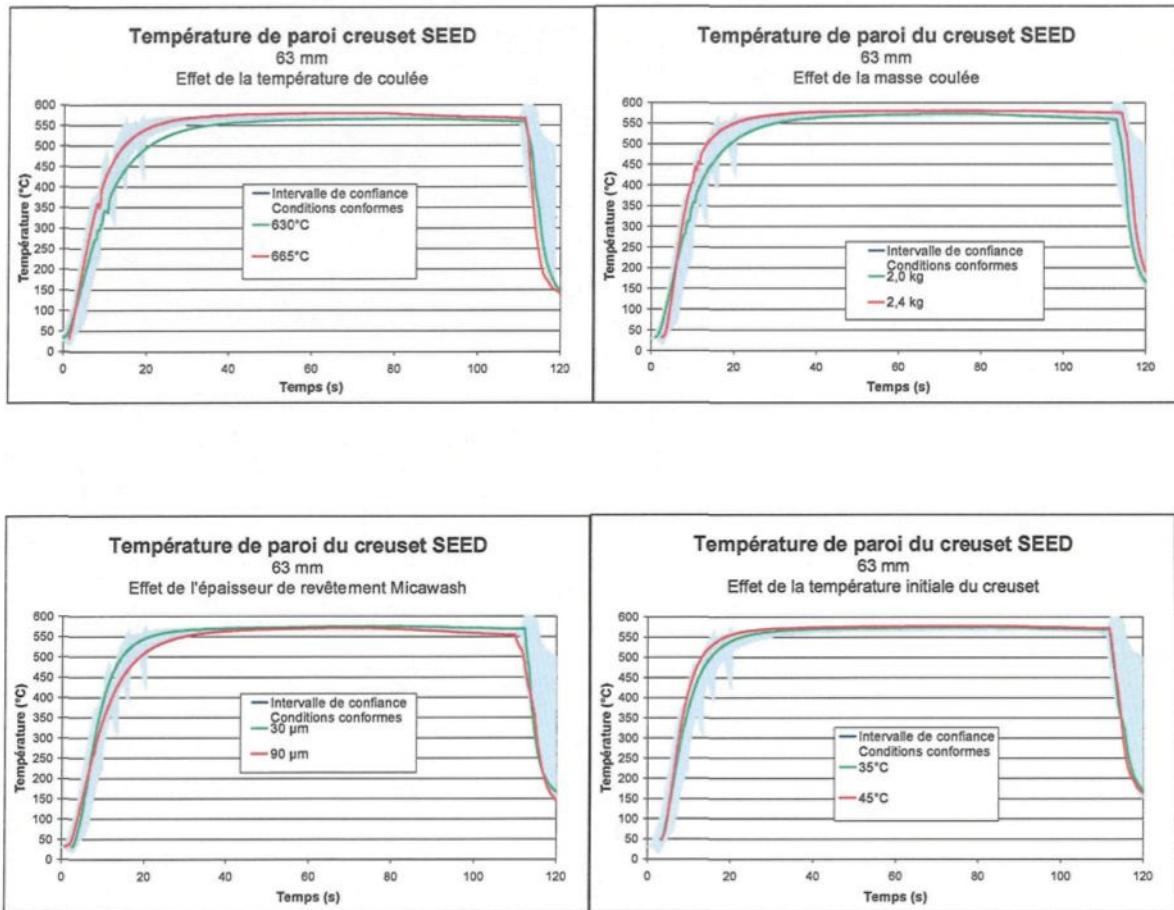 Température de paroi creuset SEED
63 mm
Effet de la température de coulée
Température (°C)
600
550
500
450
400
350
300
250
200
150
100
50
0
Intervalle de confiance
Conditions conformes
630°C
665°C
0 20 40 60 80 100 120
Temps (s)
Température de paroi du creuset SEED
63 mm
Effet de la masse coulée
Température (°C)
600
550
500
450
400
350
300
250
200
150
100
50
0
Intervalle de confiance
Conditions conformes
2,0 kg
2,4 kg
0 20 40 60 80 100 120
Temps (s)
Température de paroi du creuset SEED
63 mm
Effet de l'épaisseur de revêtement Micawash
Température (°C)
600
550
500
450
400
350
300
250
200
150
100
50
0
Intervalle de confiance
Conditions conformes
30 µm
90 µm
0 20 40 60 80 100 120
Temps (s)
Température de paroi du creuset SEED
63 mm
Effet de la température initiale du creuset
Température (°C)
600
550
500
450
400
350
300
250
200
150
100
50
0
Intervalle de confiance
Conditions conformes
35°C
45°C
0 20 40 60 80 100 120
Temps (s)